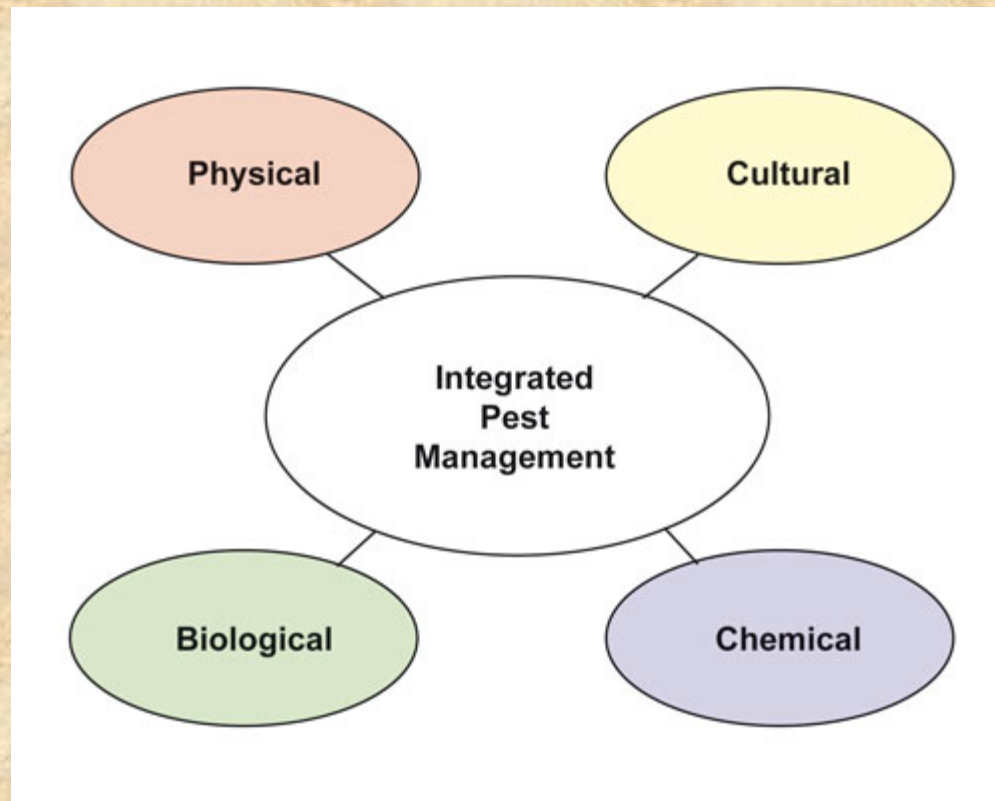 Physical
Cultural
Integrated
Pest
Management
Biological
Chemical